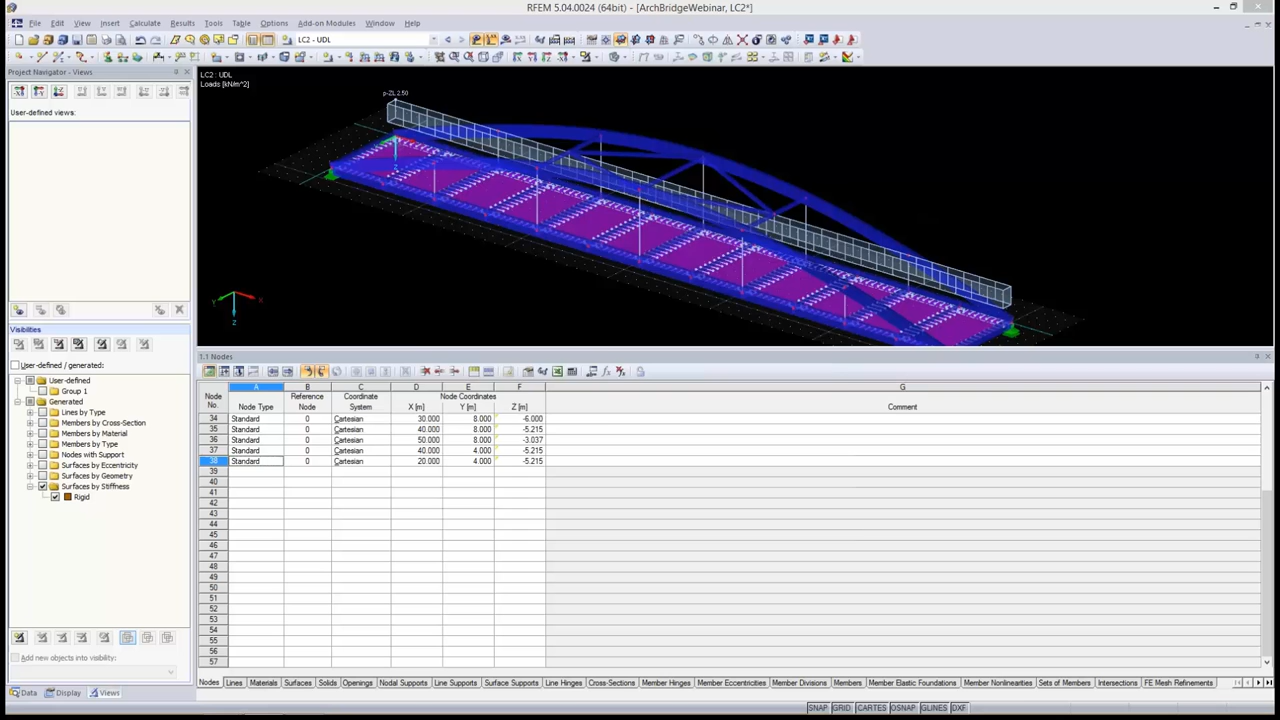 RFEM 5.04.0024 (64bit) - [ArchBridgeWebinar, LC2*]
File Edit View Insert Calculate Results Tools Table Options Add-on Modules Window Help
LC2 - UDL
Project Navigator - Views
User-defined views:
Visibilities
User-defined / generated:
User-defined
Group 1
Generated
Lines by Type
Members by Cross-Section
Members by Material
Members by Type
Nodes with Support
Surfaces by Eccentricity
Surfaces by Geometry
Surfaces by Stiffness
Rigid
Add new objects into visibility:
Data Display Views
LC2 : UDL
Loads [kN/m^2]
p-ZL 2.50
Y X
Z
1.1 Nodes
A B C D E F G
Node Reference Coordinate Node Coordinates
No. Node Type Node System X [m] Y [m] Z [m] Comment
34 Standard 0 Cartesian 30.000 8.000 -6.000
35 Standard 0 Cartesian 40.000 8.000 -5.215
36 Standard 0 Cartesian 50.000 8.000 -3.037
37 Standard 0 Cartesian 40.000 4.000 -5.215
38 Standard 0 Cartesian 20.000 4.000 -5.215
39
40
41
42
43
44
45
46
47
48
49
50
51
52
53
54
55
56
57
Nodes Lines Materials Surfaces Solids Openings Nodal Supports Line Supports Surface Supports Line Hinges Cross-Sections Member Hinges Member Eccentricities Member Divisions Members Member Elastic Foundations Member Nonlinearities Sets of Members Intersections FE Mesh Refinements
SNAP GRID CARTES OSNAP GLINES DXF